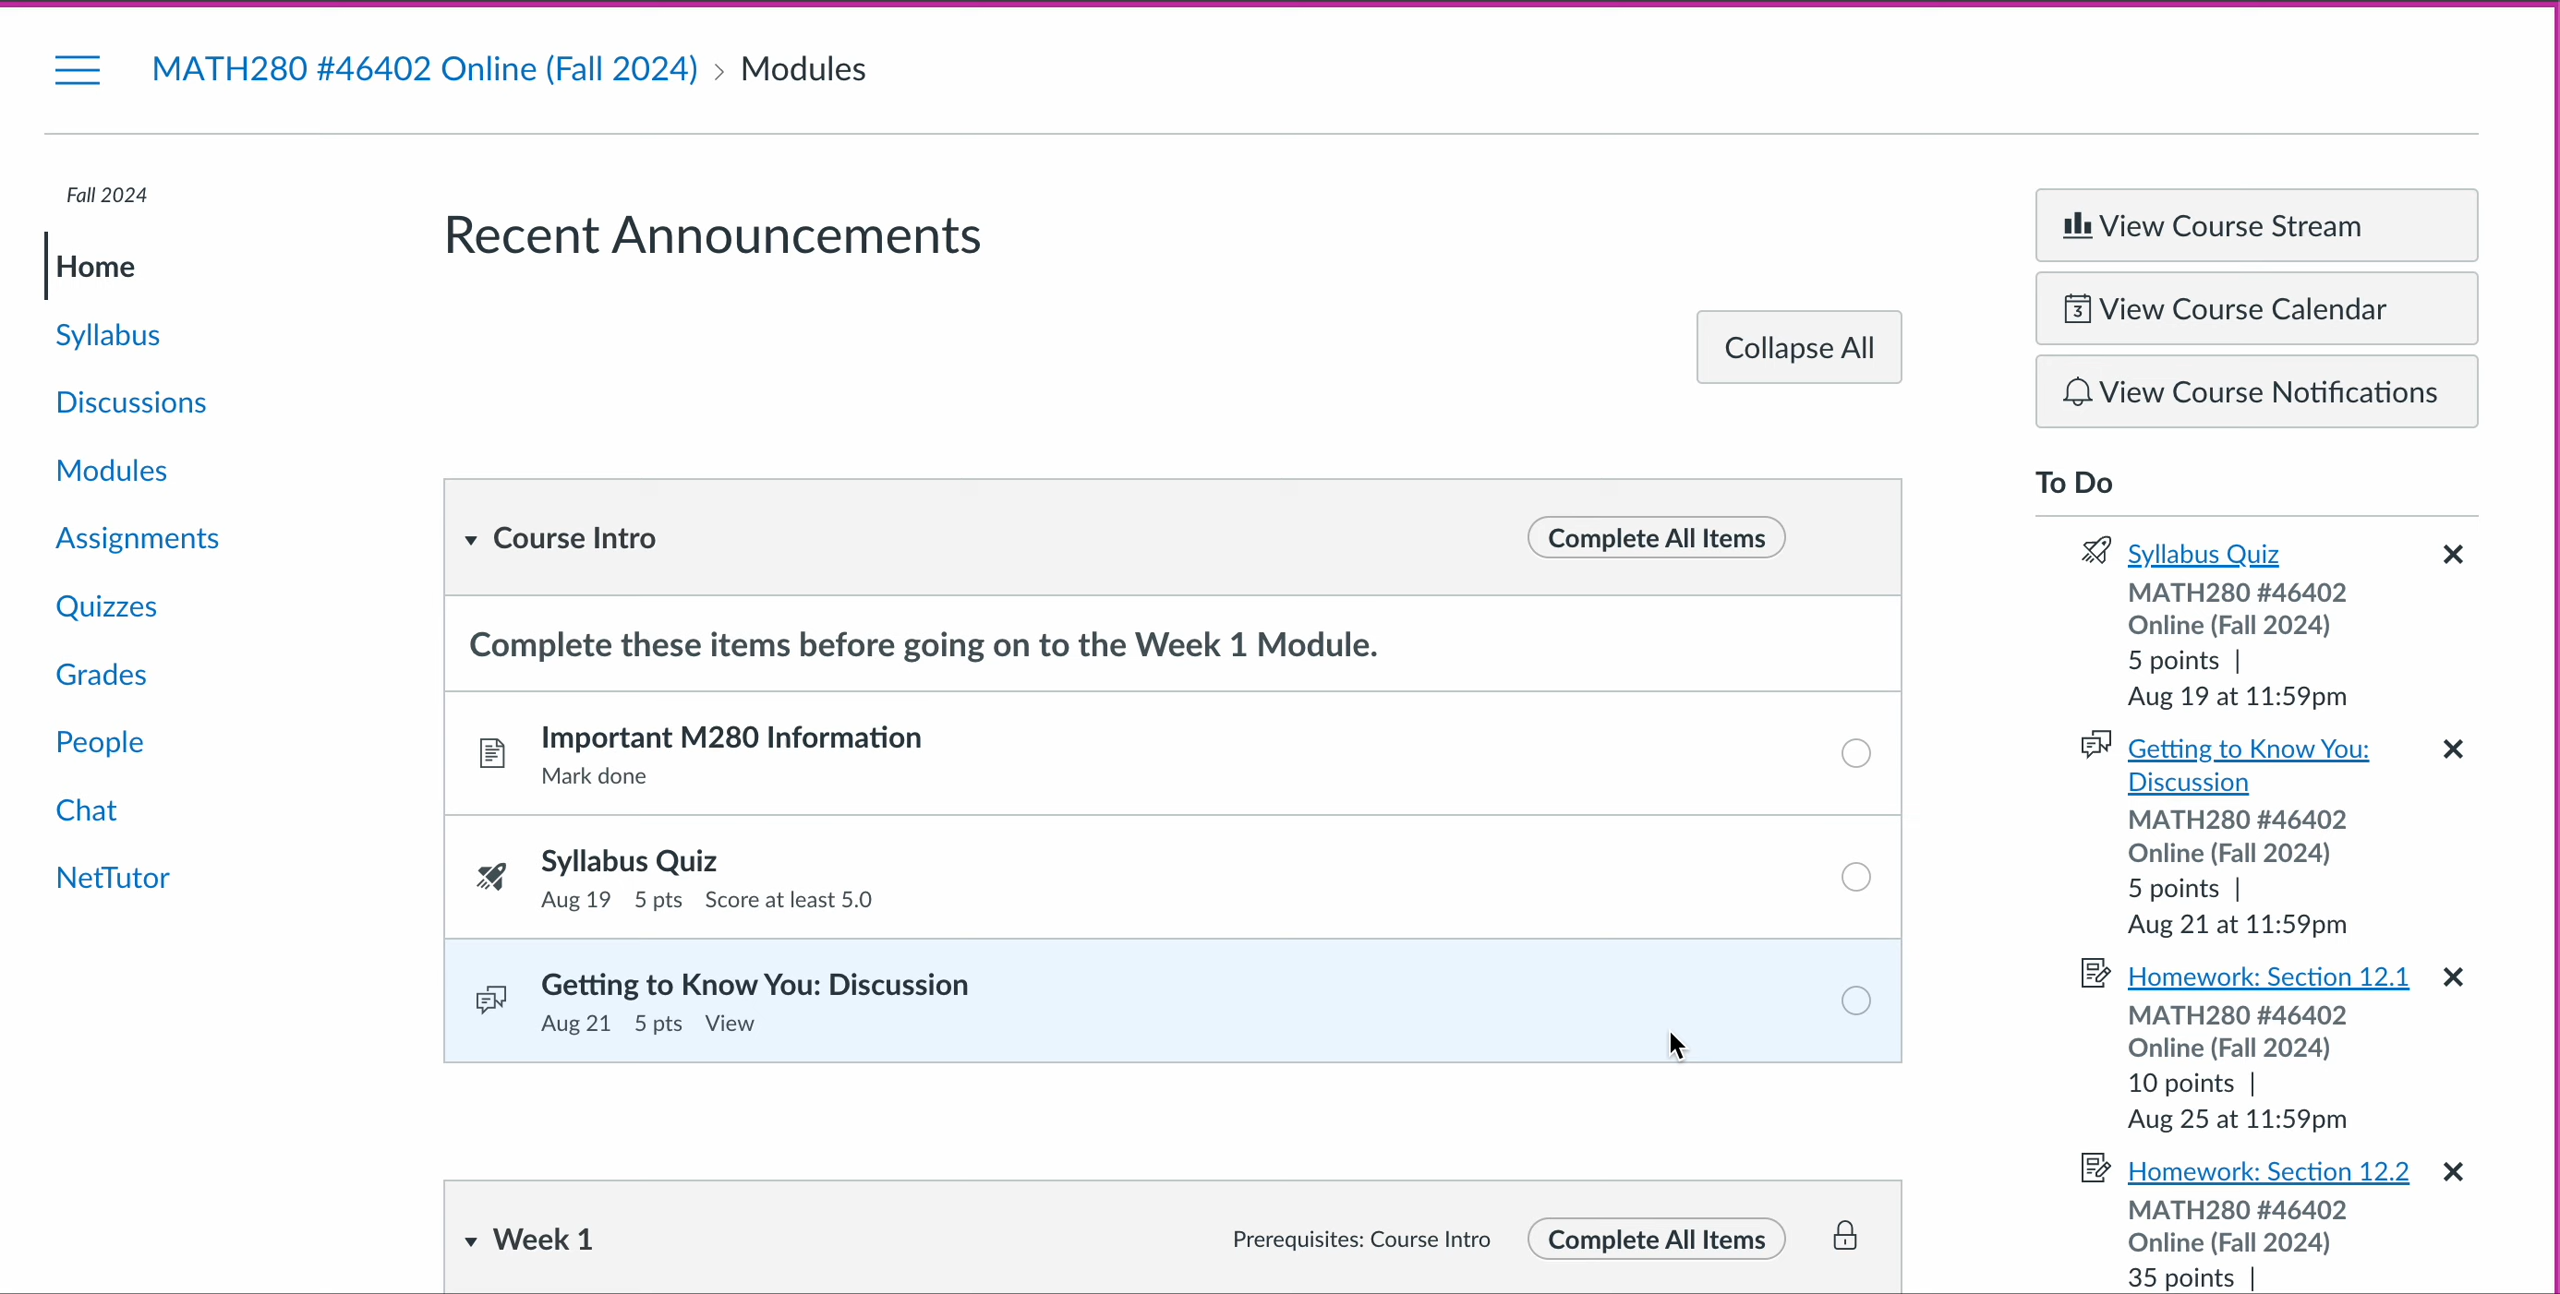 MATH280 #46402 Online (Fall 2024) › Modules
Fall 2024
Home
Syllabus
Discussions
Modules
Assignments
Quizzes
Grades
People
Chat
NetTutor
Recent Announcements
Collapse All
Course Intro
Complete All Items
Complete these items before going on to the Week 1 Module.
Important M280 Information
Mark done
Syllabus Quiz
Aug 19 5 pts Score at least 5.0
Getting to Know You: Discussion
Aug 21 5 pts View
Week 1
Prerequisites: Course Intro
Complete All Items
View Course Stream
3 View Course Calendar
View Course Notifications
To Do
Syllabus Quiz
MATH280 #46402
Online (Fall 2024)
5 points |
Aug 19 at 11:59pm
Getting to Know You:
Discussion
MATH280 #46402
Online (Fall 2024)
5 points |
Aug 21 at 11:59pm
Homework: Section 12.1
MATH280 #46402
Online (Fall 2024)
10 points |
Aug 25 at 11:59pm
Homework: Section 12.2
MATH280 #46402
Online (Fall 2024)
35 points |